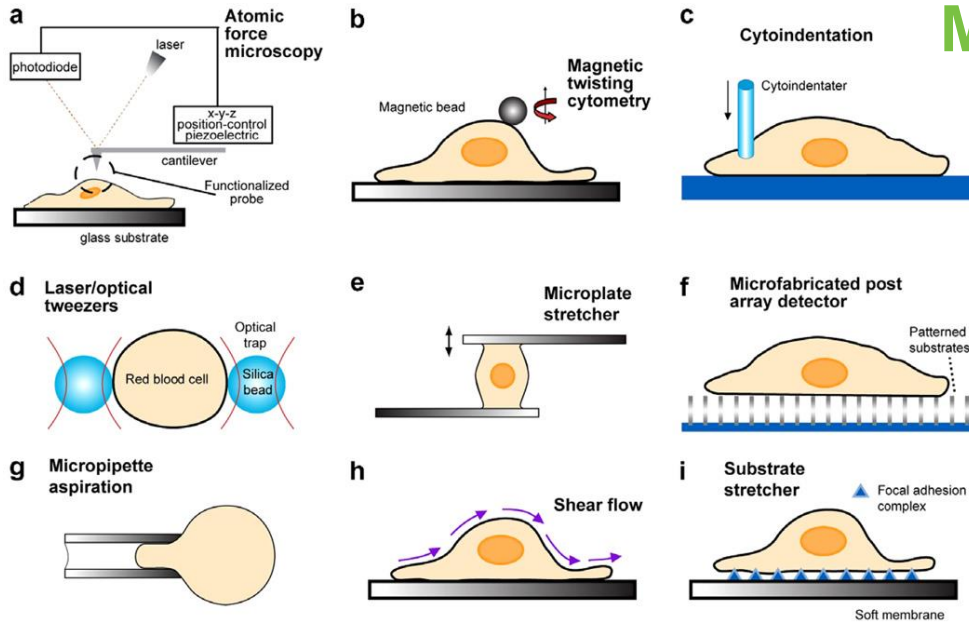 a
Atomic
force
microscopy
laser
photodiode
x-y-z
position-control
piezoelectric
cantilever
Functionalized
probe
glass substrate
b
Magnetic
twisting
cytometry
Magnetic bead
c
Cytoindentation
M
Cytoindentater
d
Laser/optical
tweezers
Optical
trap
Red blood cell
Silica
bead
e
Microplate
stretcher
f
Microfabricated post
array detector
Patterned
substrates
g
Micropipette
aspiration
h
Shear flow
i
Substrate
stretcher
Focal adhesion
complex
Soft membrane